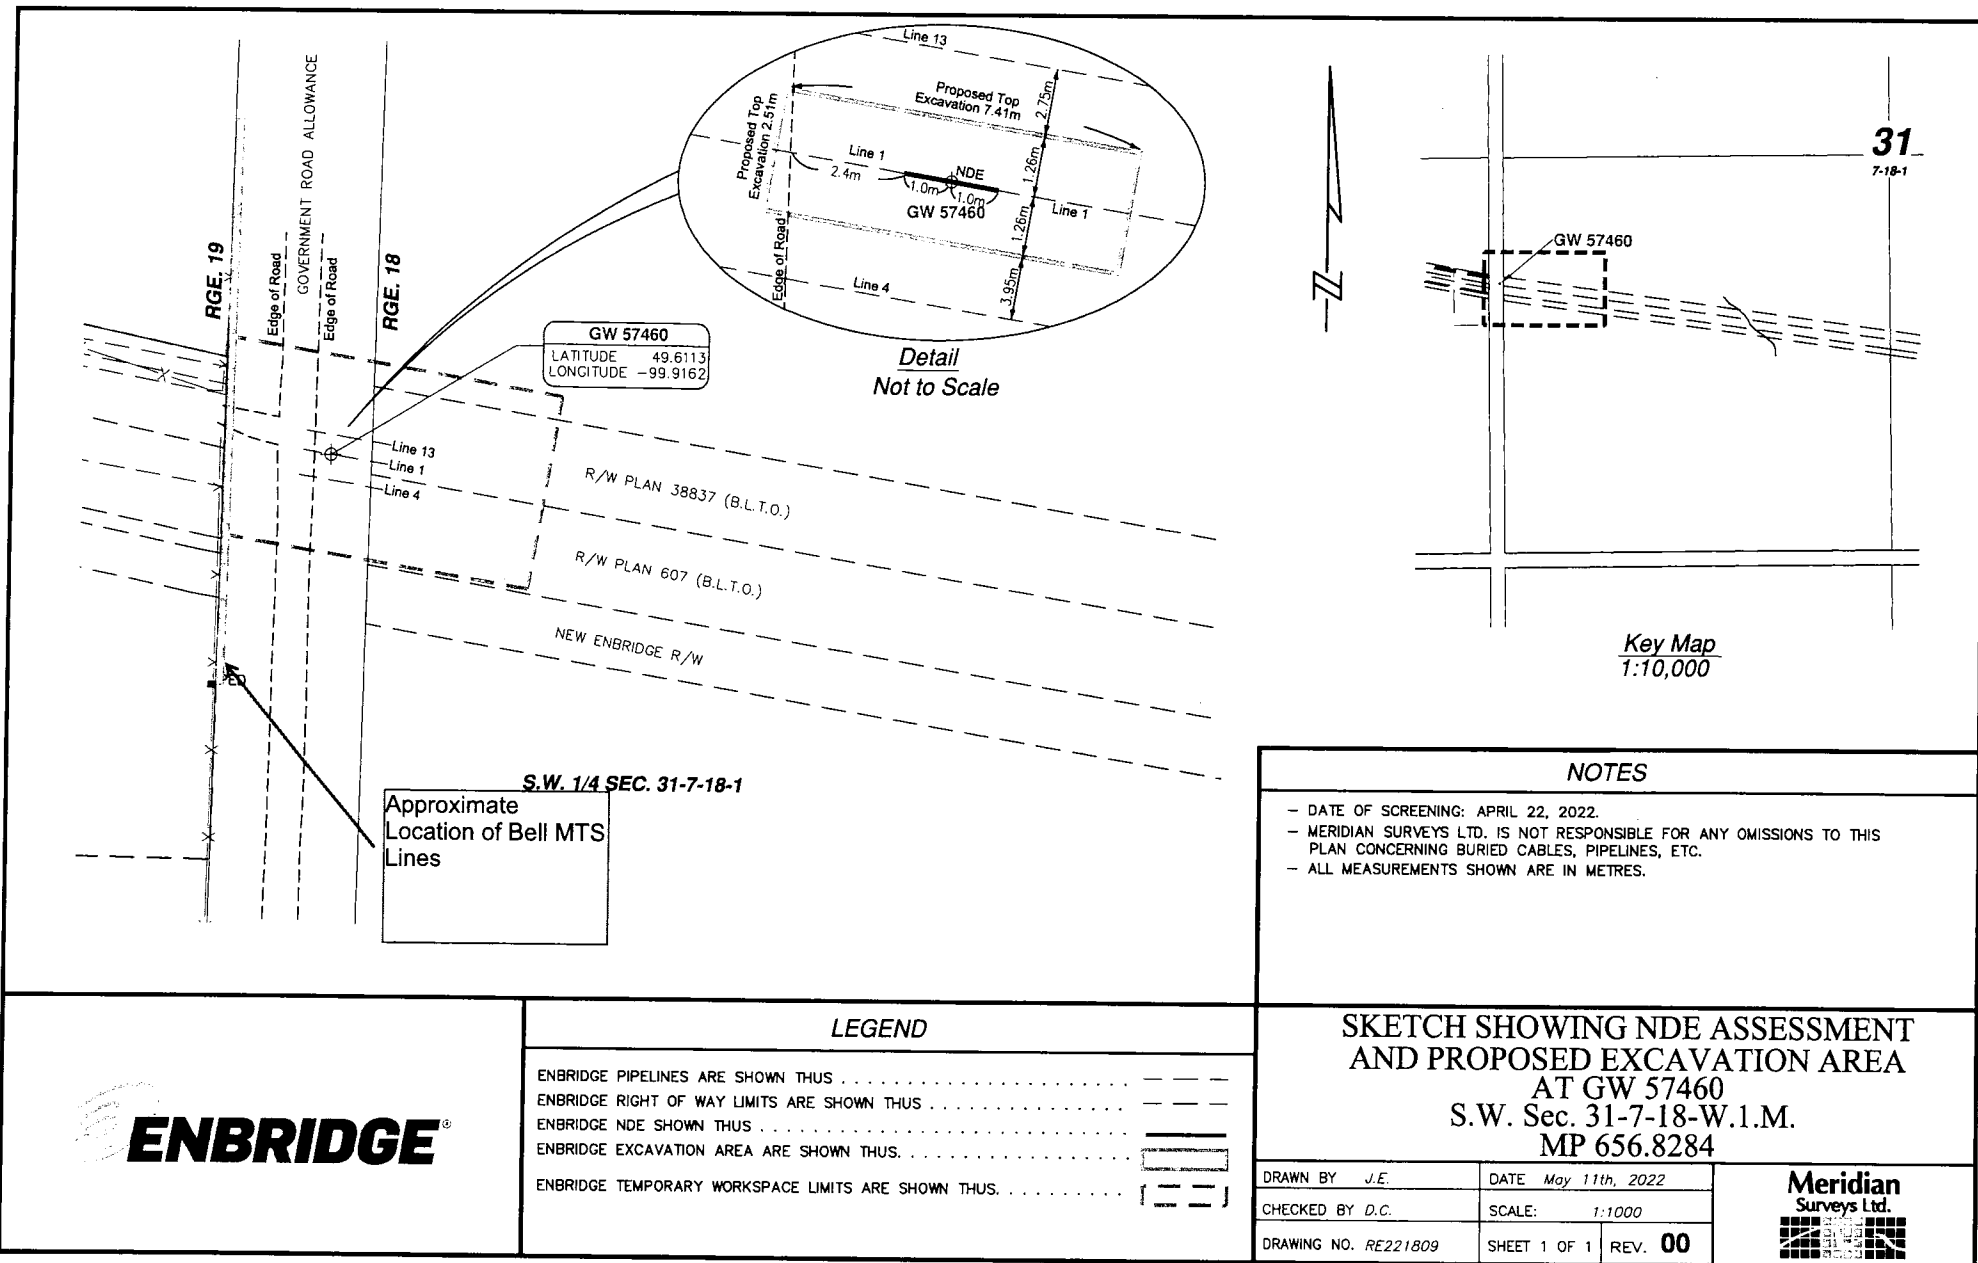 RGE. 19
Edge of Road
GOVERNMENT ROAD ALLOWANCE
Edge of Road
RGE. 18
Line 13
Proposed Top
Excavation 7.41m
2.75m
Proposed Top
Excavation 2.51m
Line 1
2.4m
NDE
1.0m
1.0m
GW 57460
1.26m
1.26m
Line 1
Edge of Road
Line 4
3.95m
Detail
Not to Scale
GW 57460
LATITUDE 49.6113
LONGITUDE -99.9162
Line 13
Line 1
Line 4
R/W PLAN 38837 (B.L.T.O.)
R/W PLAN 607 (B.L.T.O.)
NEW ENBRIDGE R/W
S.W. 1/4 SEC. 31-7-18-1
Approximate
Location of Bell MTS
Lines
N
31
7-18-1
GW 57460
Key Map
1:10,000
NOTES
- DATE OF SCREENING: APRIL 22, 2022.
- MERIDIAN SURVEYS LTD. IS NOT RESPONSIBLE FOR ANY OMISSIONS TO THIS
PLAN CONCERNING BURIED CABLES, PIPELINES, ETC.
- ALL MEASUREMENTS SHOWN ARE IN METRES.
ENBRIDGE®
LEGEND
ENBRIDGE PIPELINES ARE SHOWN THUS
ENBRIDGE RIGHT OF WAY LIMITS ARE SHOWN THUS
ENBRIDGE NDE SHOWN THUS
ENBRIDGE EXCAVATION AREA ARE SHOWN THUS.
ENBRIDGE TEMPORARY WORKSPACE LIMITS ARE SHOWN THUS.
SKETCH SHOWING NDE ASSESSMENT
AND PROPOSED EXCAVATION AREA
AT GW 57460
S.W. Sec. 31-7-18-W.1.M.
MP 656.8284
DRAWN BY J.E.
DATE May 11th, 2022
CHECKED BY D.C.
SCALE: 1:1000
DRAWING NO. RE221809
SHEET 1 OF 1
REV. 00
Meridian
Surveys Ltd.